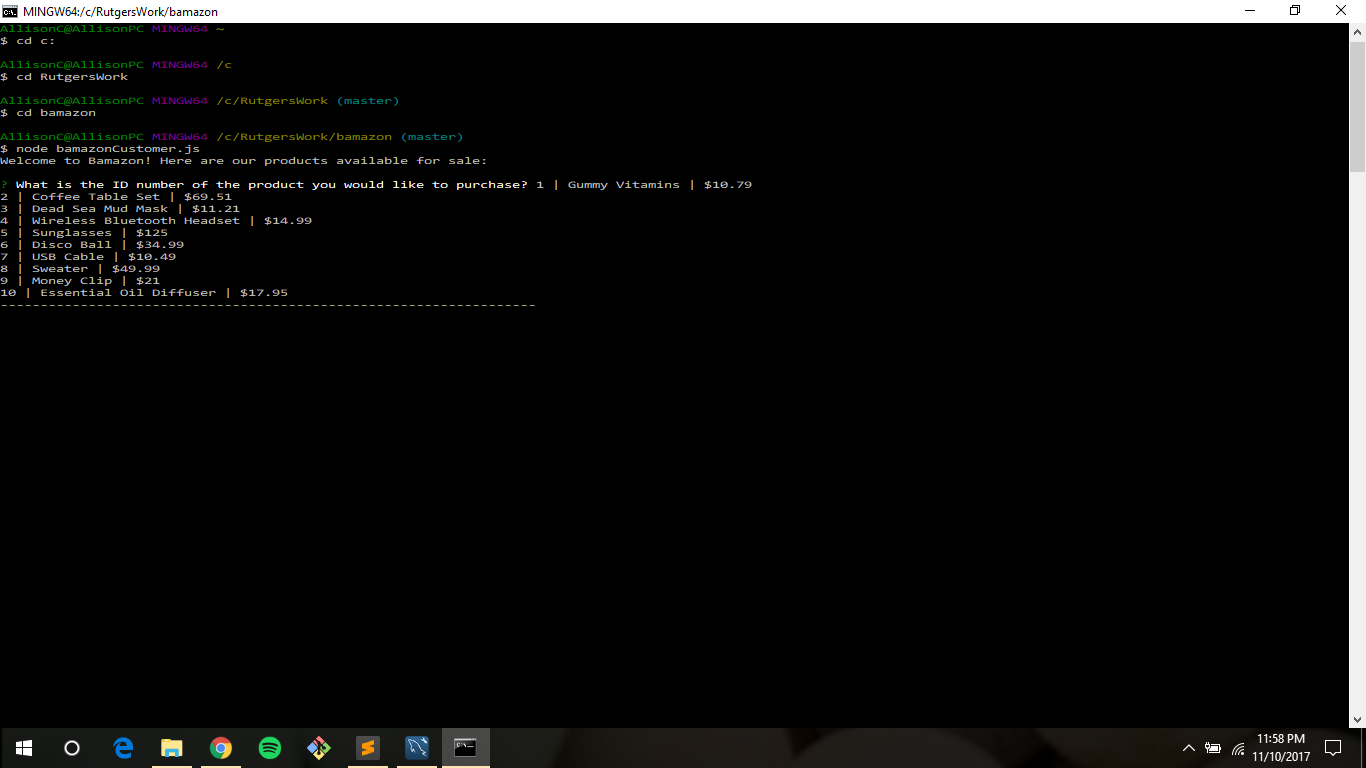 MINGW64:/c/RutgersWork/bamazon
AllisonC@AllisonPC MINGW64 ~
$ cd c:
AllisonC@AllisonPC MINGW64 /c
$ cd RutgersWork
AllisonC@AllisonPC MINGW64 /c/RutgersWork (master)
$ cd bamazon
AllisonC@AllisonPC MINGW64 /c/RutgersWork/bamazon (master)
$ node bamazonCustomer.js
Welcome to Bamazon! Here are our products available for sale:
? What is the ID number of the product you would like to purchase? 1 | Gummy Vitamins | $10.79
2 | Coffee Table Set | $69.51
3 | Dead Sea Mud Mask | $11.21
4 | Wireless Bluetooth Headset | $14.99
5 | Sunglasses | $125
6 | Disco Ball | $34.99
7 | USB Cable | $10.49
8 | Sweater | $49.99
9 | Money Clip | $21
10 | Essential Oil Diffuser | $17.95
-------------------------------------------------------------------
11:58 PM
11/10/2017